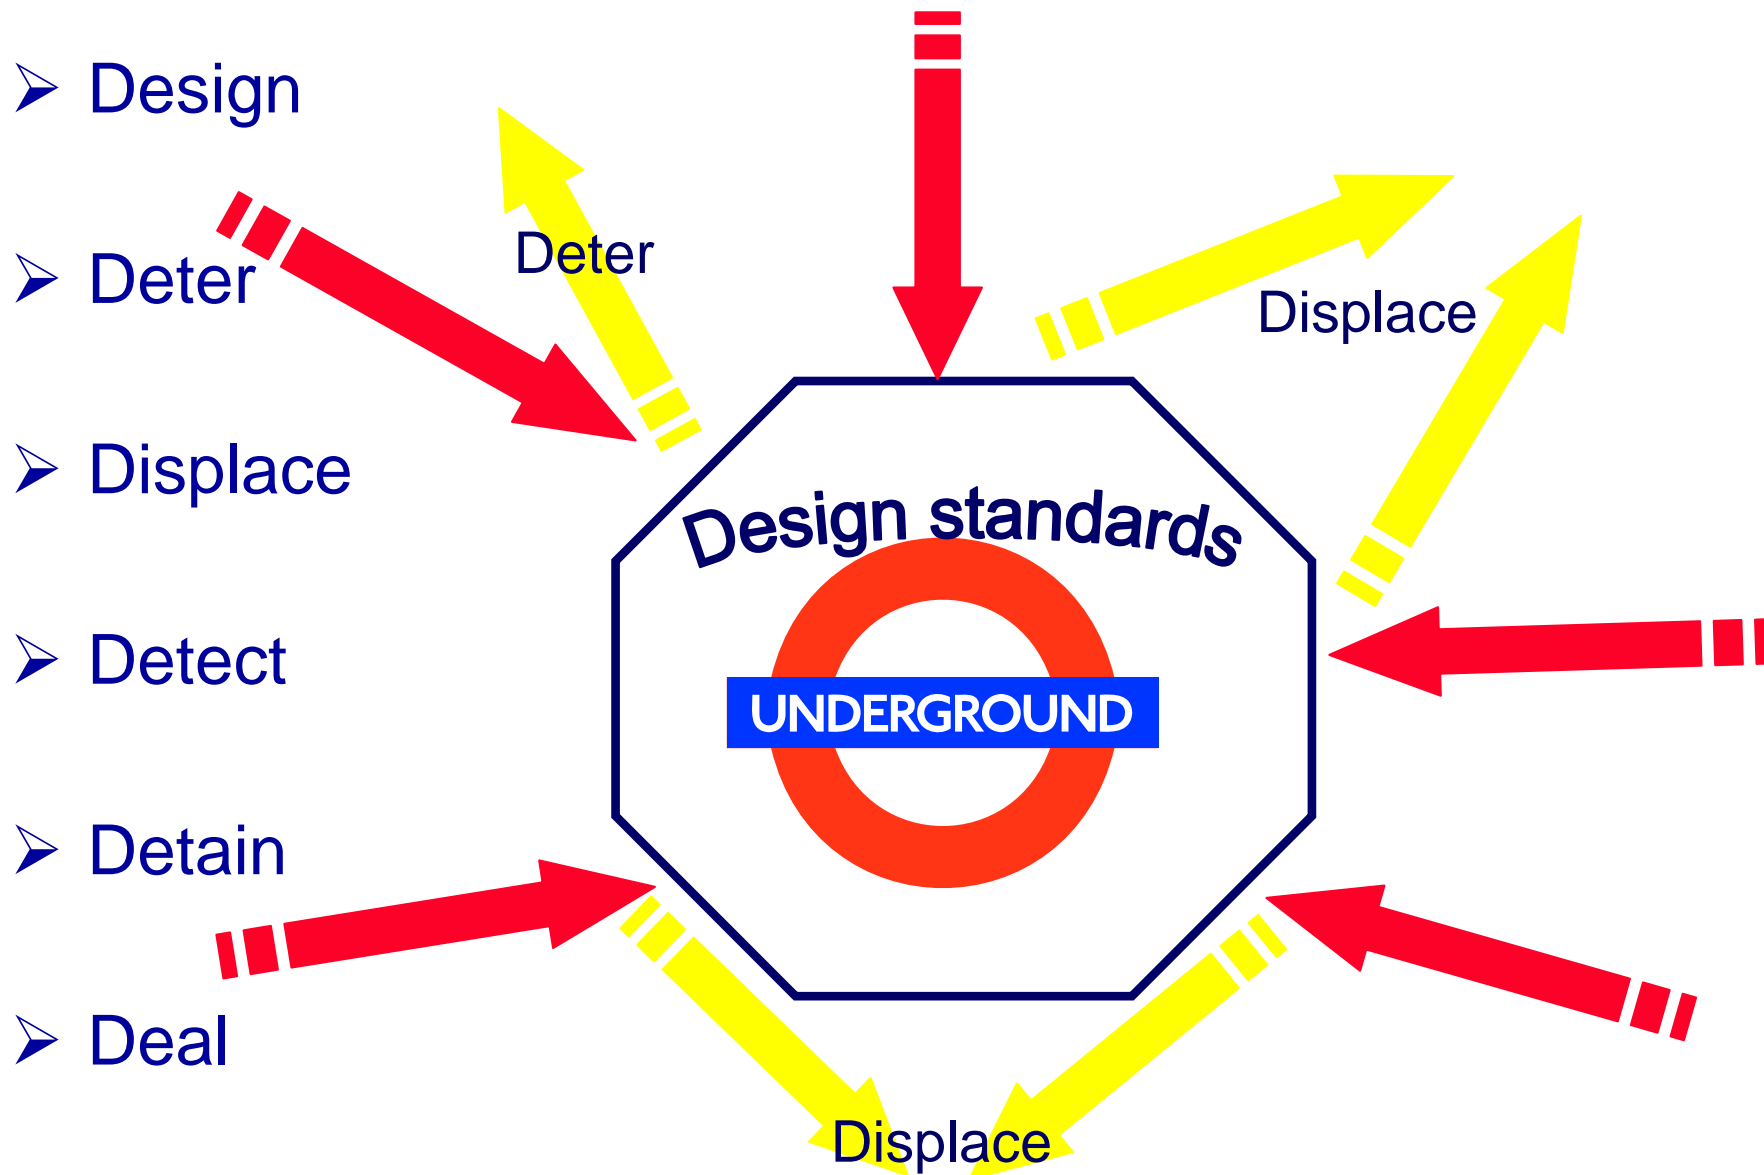 Design
Deter
Deter
Displace
Displace
Design standards
UNDERGROUND
Detect
Detain
Deal
Displace